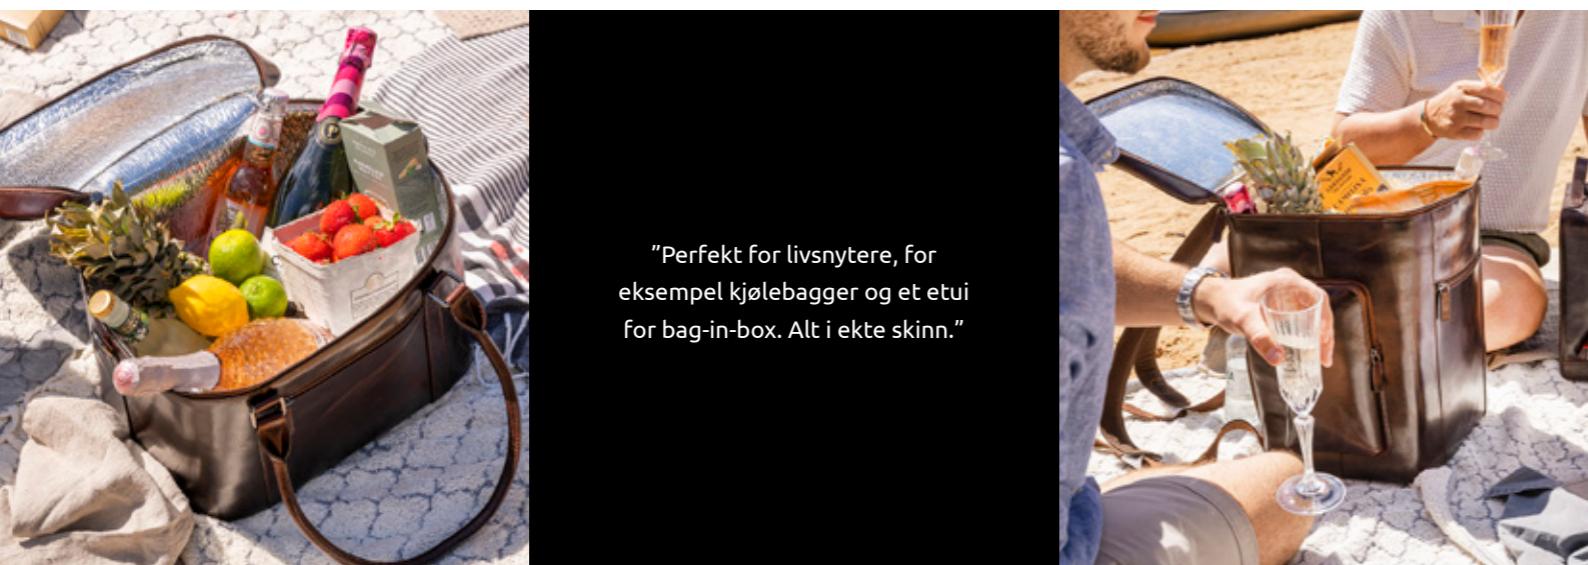 ”Perfekt for livsnytere, for
eksempel kjølebagger og et etui
for bag-in-box. Alt i ekte skinn.”